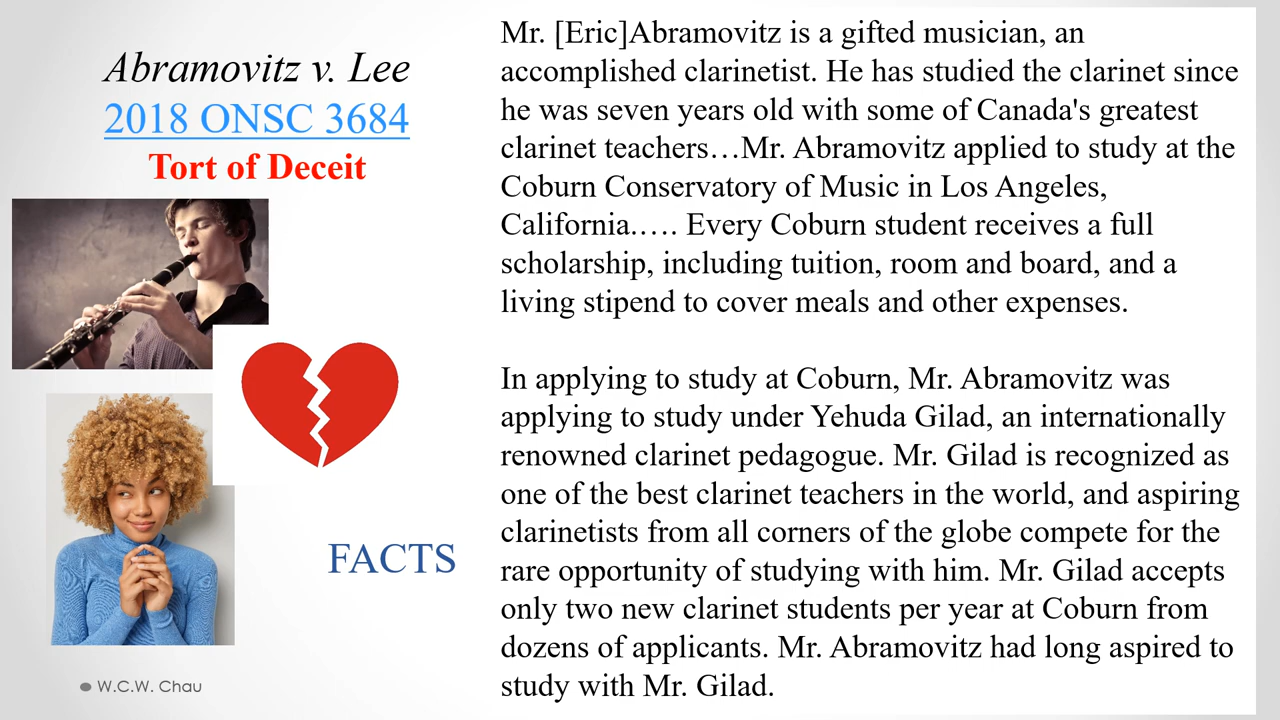 Abramovitz v. Lee
2018 ONSC 3684
Tort of Deceit
FACTS
W.C.W. Chau
Mr. [Eric]Abramovitz is a gifted musician, an
accomplished clarinetist. He has studied the clarinet since
he was seven years old with some of Canada's greatest
clarinet teachers…Mr. Abramovitz applied to study at the
Coburn Conservatory of Music in Los Angeles,
California.…. Every Coburn student receives a full
scholarship, including tuition, room and board, and a
living stipend to cover meals and other expenses.
In applying to study at Coburn, Mr. Abramovitz was
applying to study under Yehuda Gilad, an internationally
renowned clarinet pedagogue. Mr. Gilad is recognized as
one of the best clarinet teachers in the world, and aspiring
clarinetists from all corners of the globe compete for the
rare opportunity of studying with him. Mr. Gilad accepts
only two new clarinet students per year at Coburn from
dozens of applicants. Mr. Abramovitz had long aspired to
study with Mr. Gilad.